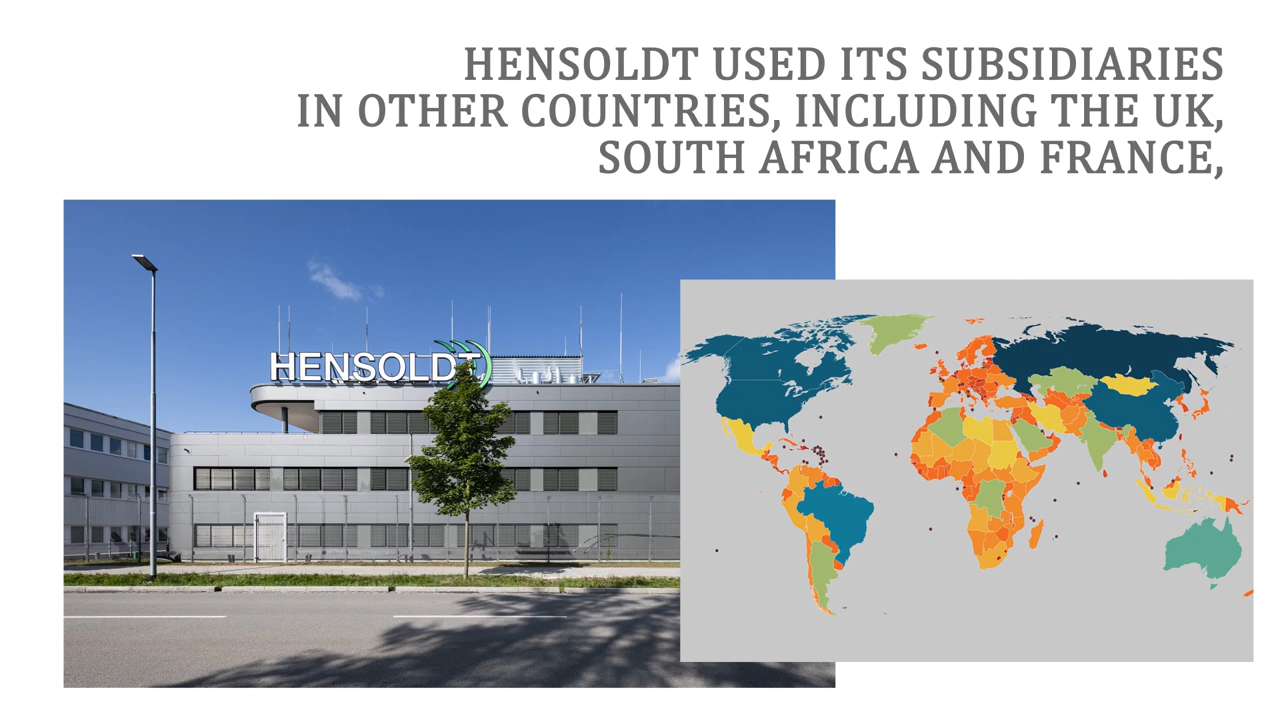 HENSOLDT USED ITS SUBSIDIARIES
IN OTHER COUNTRIES, INCLUDING THE UK,
SOUTH AFRICA AND FRANCE,
HENSOLDT